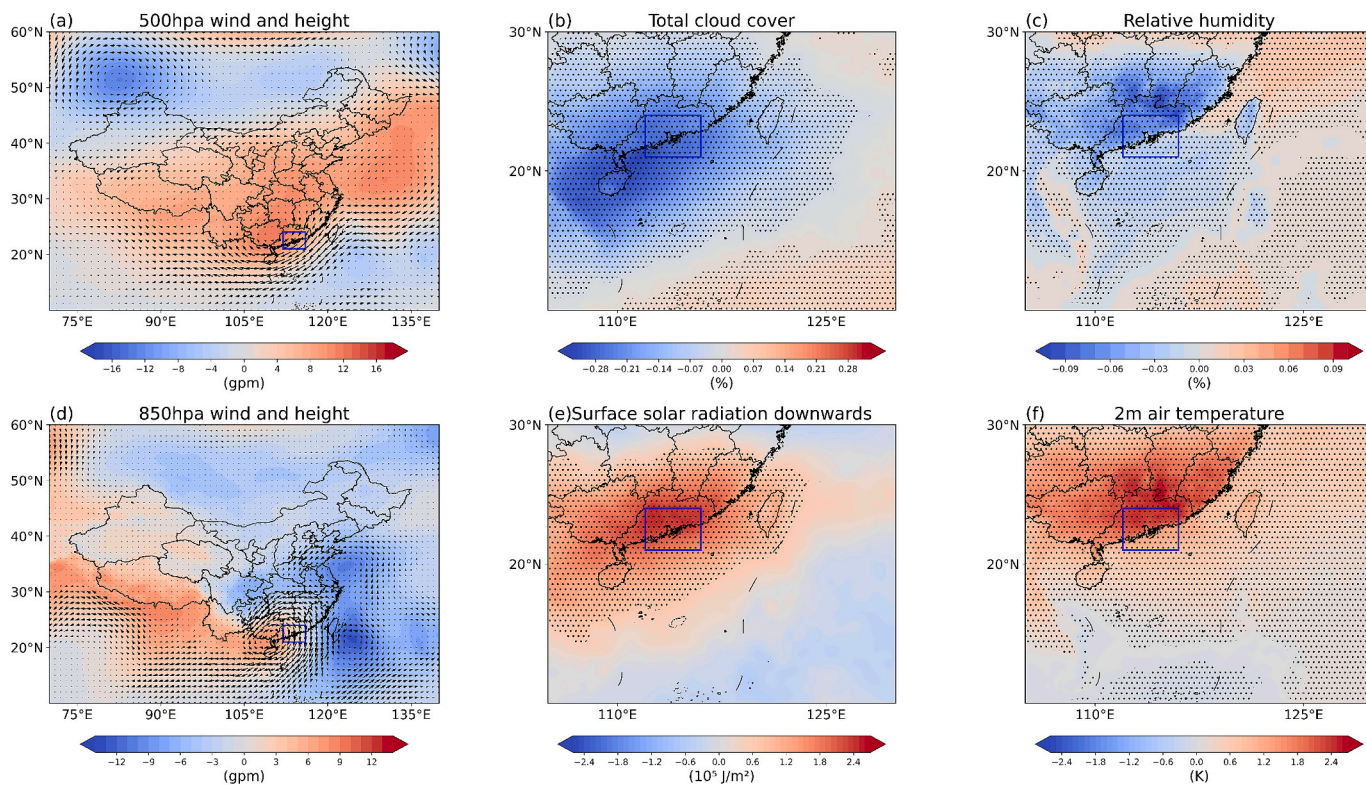 (a) 500hpa wind and height
60°N
50°N
40°N
30°N
20°N
75°E 90°E 105°E 120°E 135°E
−16 −12 −8 −4 0 4 8 12 16
(gpm)
(b) Total cloud cover
30°N
20°N
110°E 125°E
−0.28 −0.21 −0.14 −0.07 0.00 0.07 0.14 0.21 0.28
(%)
(c) Relative humidity
30°N
20°N
110°E 125°E
−0.09 −0.06 −0.03 0.00 0.03 0.06 0.09
(%)
(d) 850hpa wind and height
60°N
50°N
40°N
30°N
20°N
75°E 90°E 105°E 120°E 135°E
−12 −9 −6 −3 0 3 6 9 12
(gpm)
(e)Surface solar radiation downwards
30°N
20°N
110°E 125°E
−2.4 −1.8 −1.2 −0.6 0.0 0.6 1.2 1.8 2.4
(10⁵ J/m²)
(f) 2m air temperature
30°N
20°N
110°E 125°E
−2.4 −1.8 −1.2 −0.6 0.0 0.6 1.2 1.8 2.4
(K)